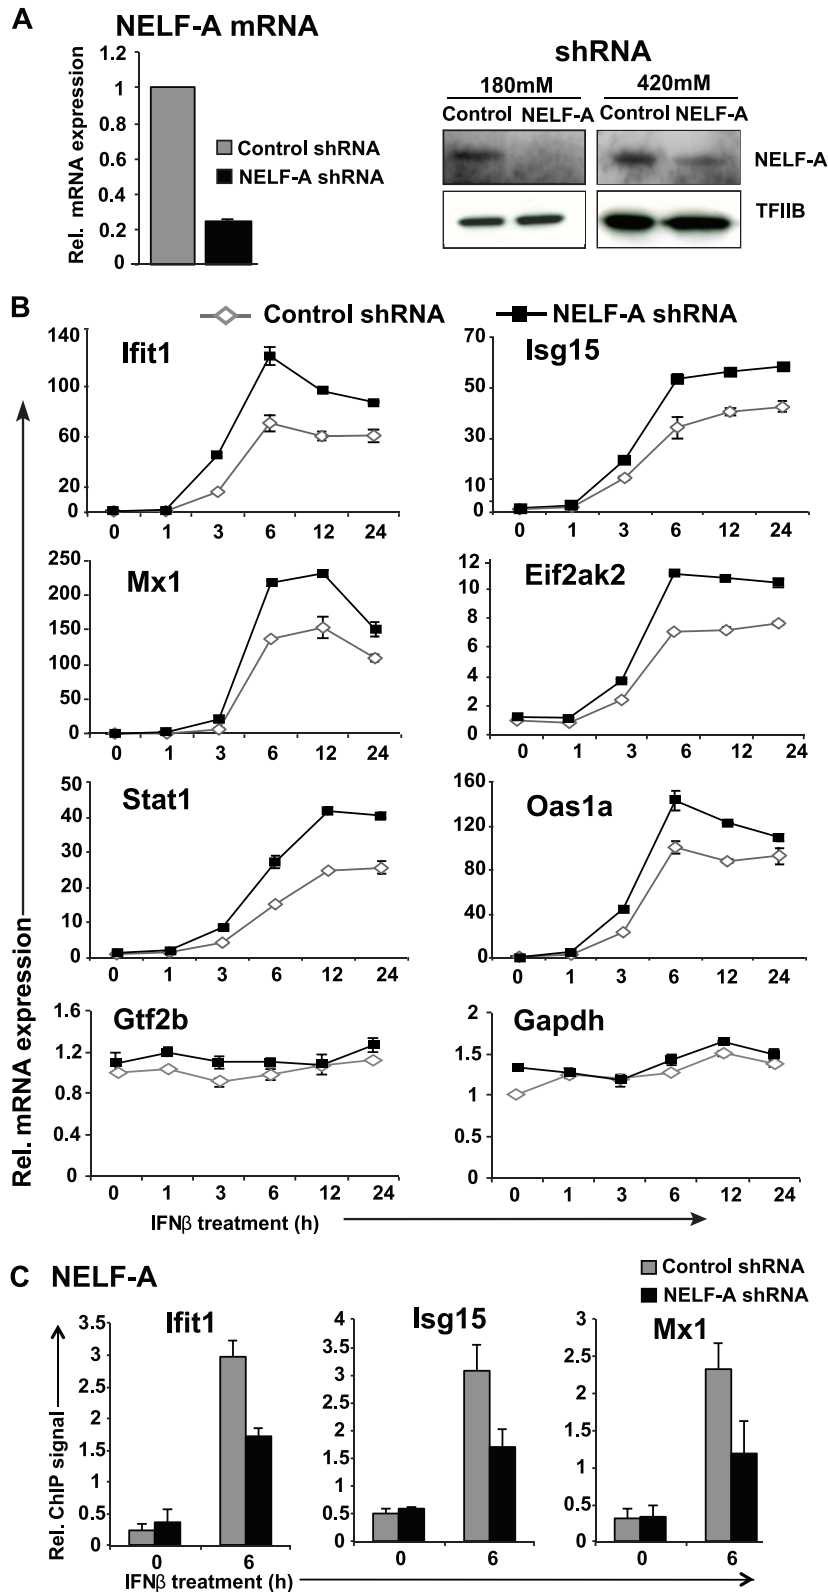 A
NELF-A mRNA
Rel. mRNA expression
1.2
1
0.8
0.6
0.4
0.2
0
Control shRNA
NELF-A shRNA
shRNA
180mM 420mM
Control NELF-A Control NELF-A
NELF-A
TFIIB
B
Control shRNA NELF-A shRNA
Rel. mRNA expression
Ifit1
140
100
60
20
0
0 1 3 6 12 24
Isg15
70
50
30
10
0
0 1 3 6 12 24
Mx1
250
200
150
100
50
0
0 1 3 6 12 24
Eif2ak2
12
10
8
6
4
2
0
0 1 3 6 12 24
Stat1
50
40
30
20
10
0
0 1 3 6 12 24
Oas1a
160
120
80
40
0
0 1 3 6 12 24
Gtf2b
1.6
1.2
0.8
0.4
0
0 1 3 6 12 24
Gapdh
2
1.5
1
0.5
0
0 1 3 6 12 24
IFNβ treatment (h)
C NELF-A
Control shRNA
NELF-A shRNA
Rel. ChIP signal
Ifit1
3.5
3
2.5
2
1.5
1
0.5
0
0 6
Isg15
4
3.5
3
2.5
2
1.5
1
0.5
0
0 6
Mx1
3
2.5
2
1.5
1
0.5
0
0 6
IFNβ treatment (h)